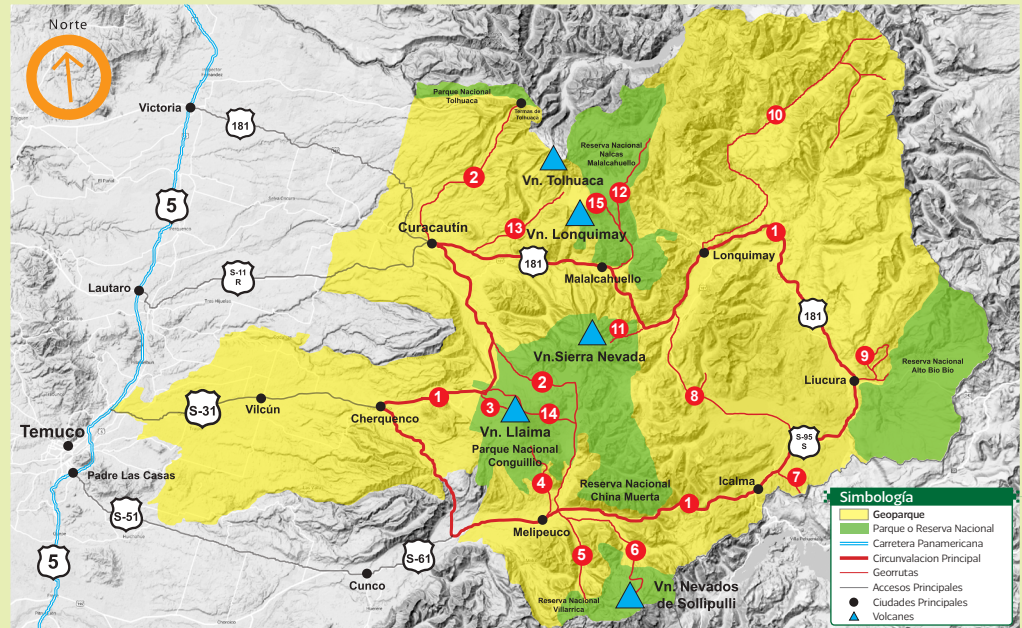 Norte
Parque Nacional
Tolhuaca
Termas de
Tolhuaca
Victoria
181
10
Reserva Nacional
Nalcas
Malalcahuello
2
Vn. Tolhuaca
12
15
5
13
Vn. Lonquimay
Curacautín
1
181
Lonquimay
Malalcahuello
S-11
R
Lautaro
181
11
Vn.Sierra Nevada
9
Reserva Nacional
Alto Bio Bio
Liucura
2
1
8
S-31
Vilcún
Cherquenco
3
14
Vn. Llaima
Temuco
Parque Nacional
Conguillio
S-95
S
Padre Las Casas
4
Reserva Nacional
China Muerta
Icalma
7
1
S-51
Melipeuco
5
S-61
5
6
Cunco
Vn. Nevados
de Sollipulli
Reserva Nacional
Villarrica
Simbología
Geoparque
Parque o Reserva Nacional
Carretera Panamericana
Circunvalacion Principal
Georrutas
Accesos Principales
Ciudades Principales
Volcanes